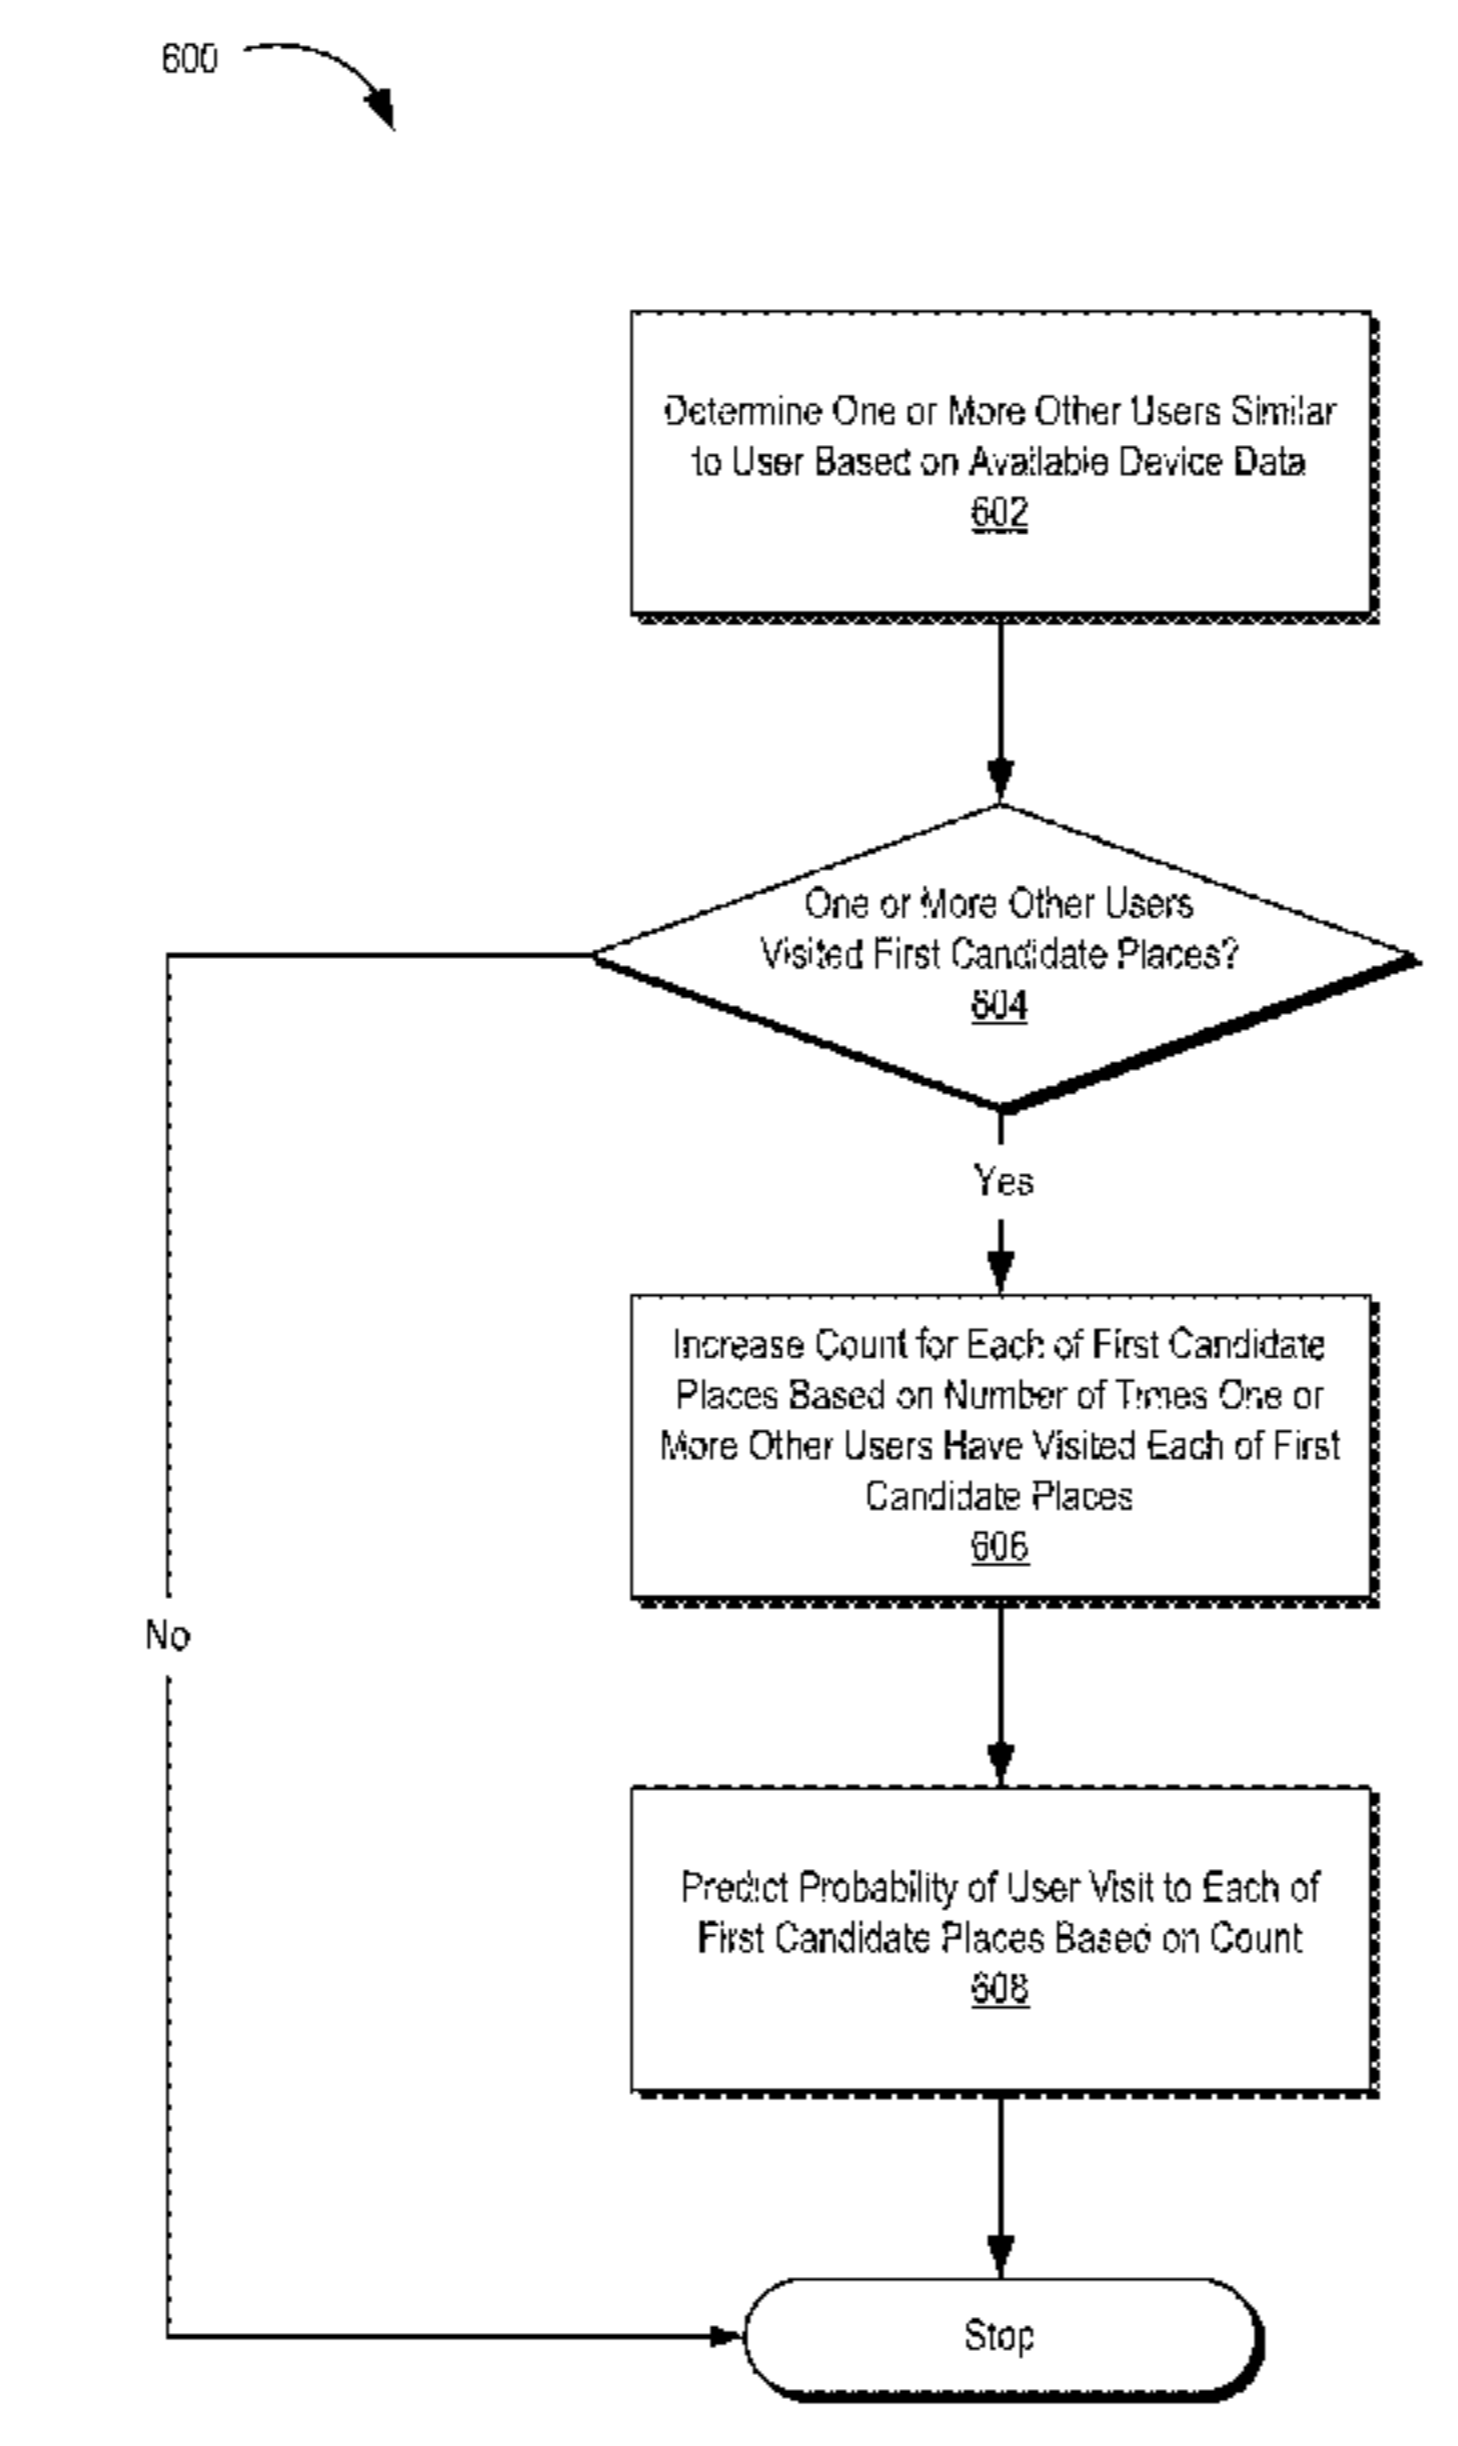 600
Determine One or More Other Users Similar
to User Based on Available Device Data
602
One or More Other Users
Visited First Candidate Places?
604
Yes
Increase Count for Each of First Candidate
Places Based on Number of Times One or
More Other Users Have Visited Each of First
Candidate Places
606
No
Predict Probability of User Visit to Each of
First Candidate Places Based on Count
608
Stop